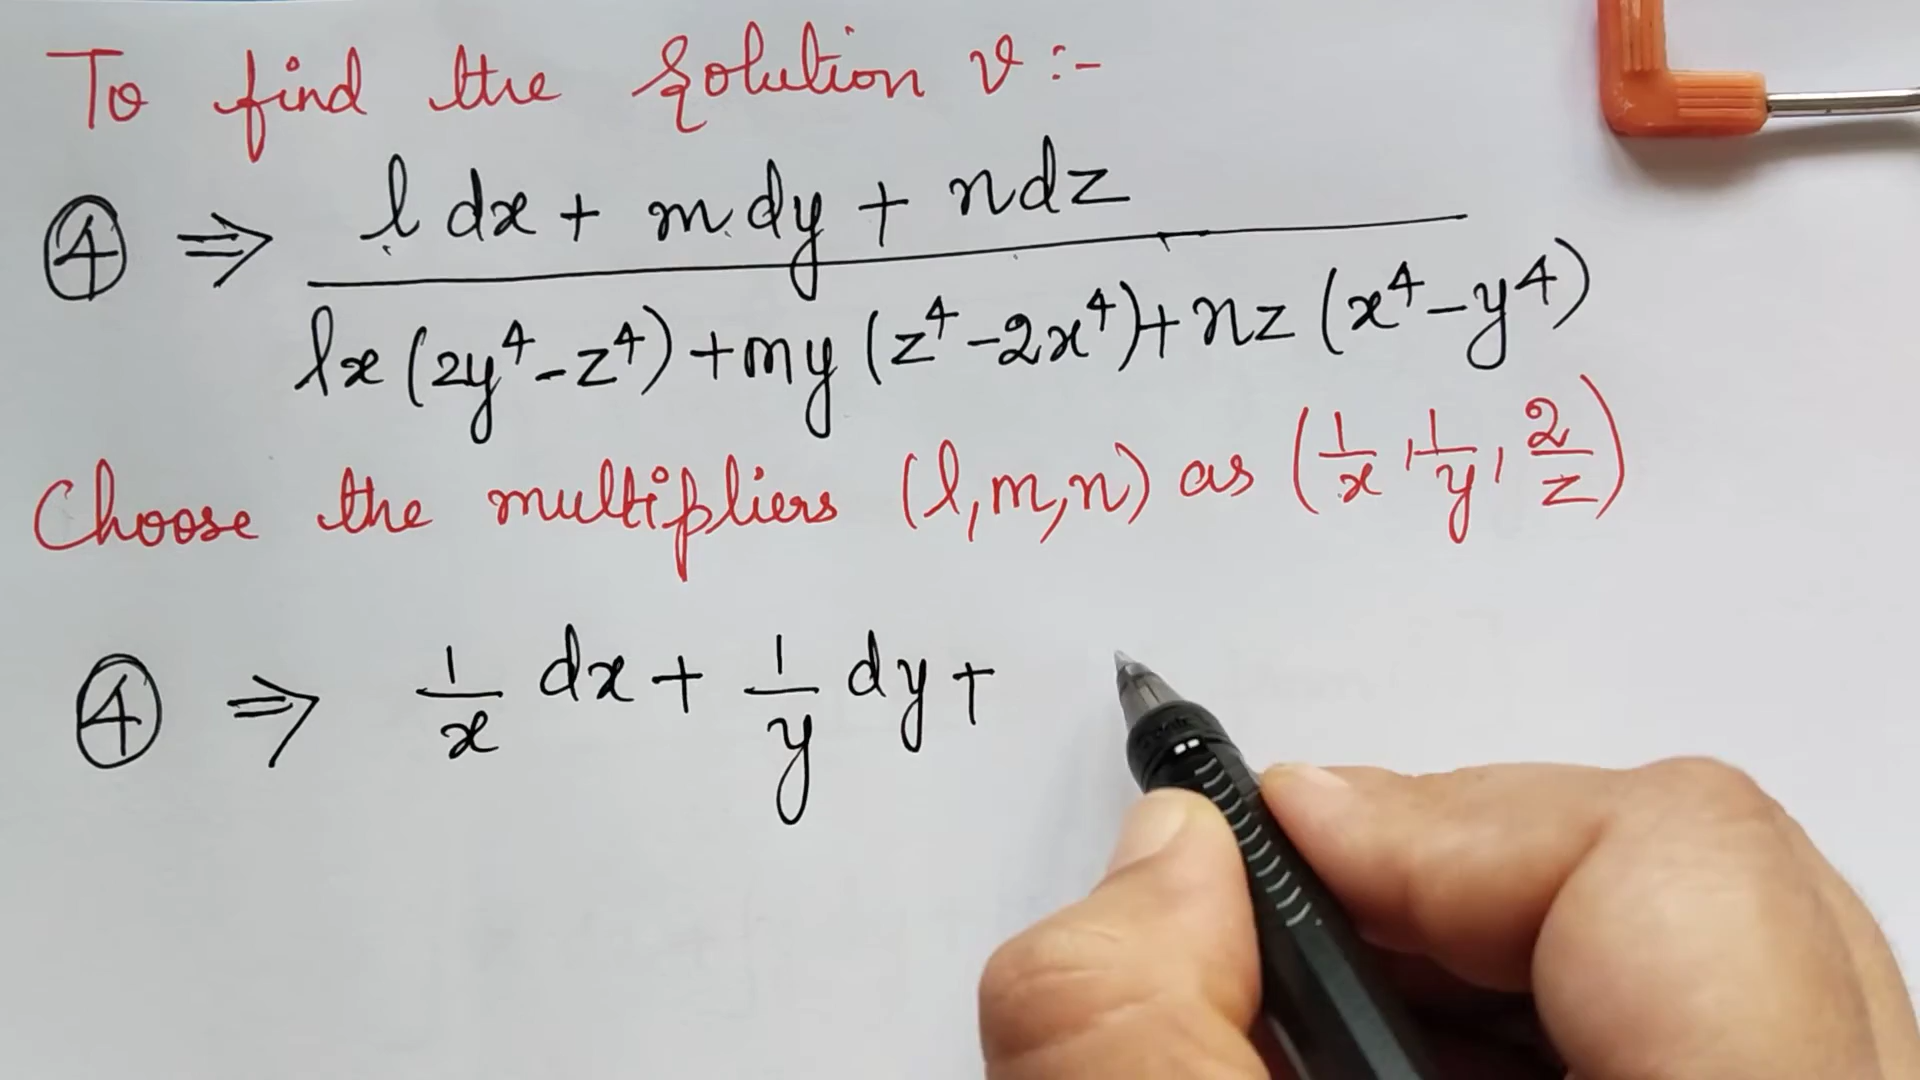 To find the solution v :-
④ ⇒ l dx + m dy + n dz
lx (2y⁴ - z⁴) + my (z⁴ - 2x⁴) + nz (x⁴ - y⁴)
Choose the multipliers (l, m, n) as (1/x, 1/y, 2/z)
④ ⇒ 1/x dx + 1/y dy +